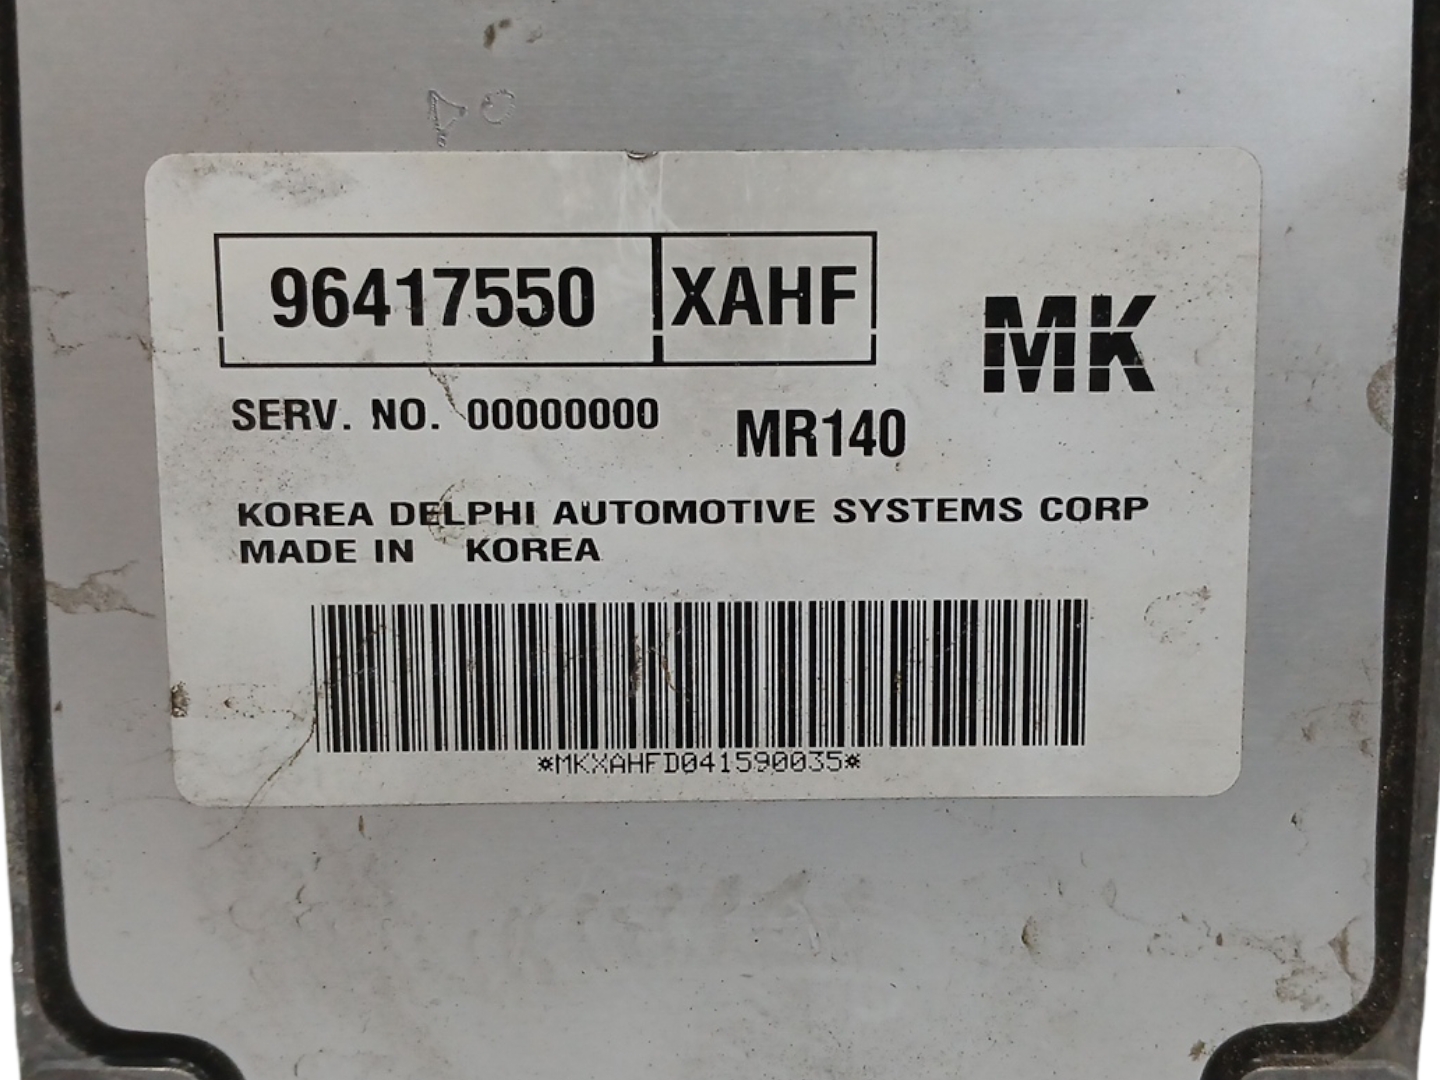 96417550 XAHF
MK
SERV. NO. 00000000 MR140
KOREA DELPHI AUTOMOTIVE SYSTEMS CORP
MADE IN KOREA
*MKXAHFD041590035*